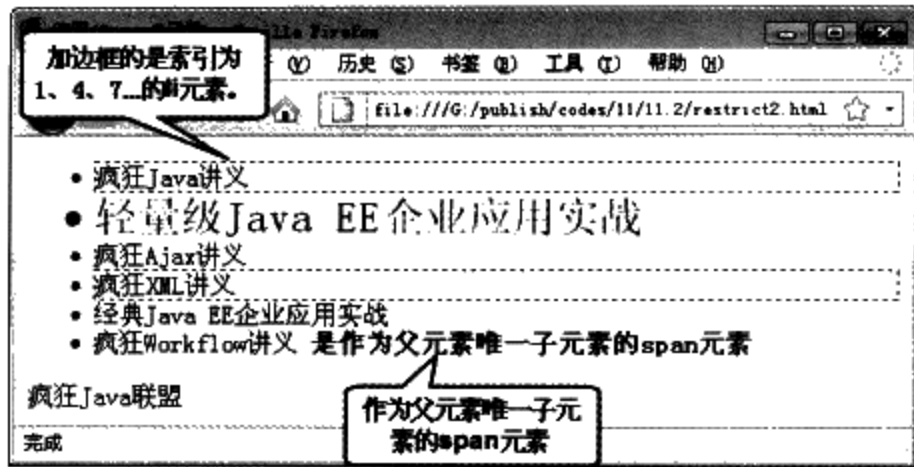 加边框的是索引为
1、4、7...的li元素。
lla Firefox
(V) 历史 (S) 书签 (B) 工具 (T) 帮助 (H)
file:///G:/publish/codes/11/11.2/restrict2.html
• 疯狂Java讲义
• 轻量级Java EE企业应用实战
• 疯狂Ajax讲义
• 疯狂XML讲义
• 经典Java EE企业应用实战
• 疯狂Workflow讲义 是作为父元素唯一子元素的span元素
疯狂Java联盟
作为父元素唯一子元
素的span元素
完成